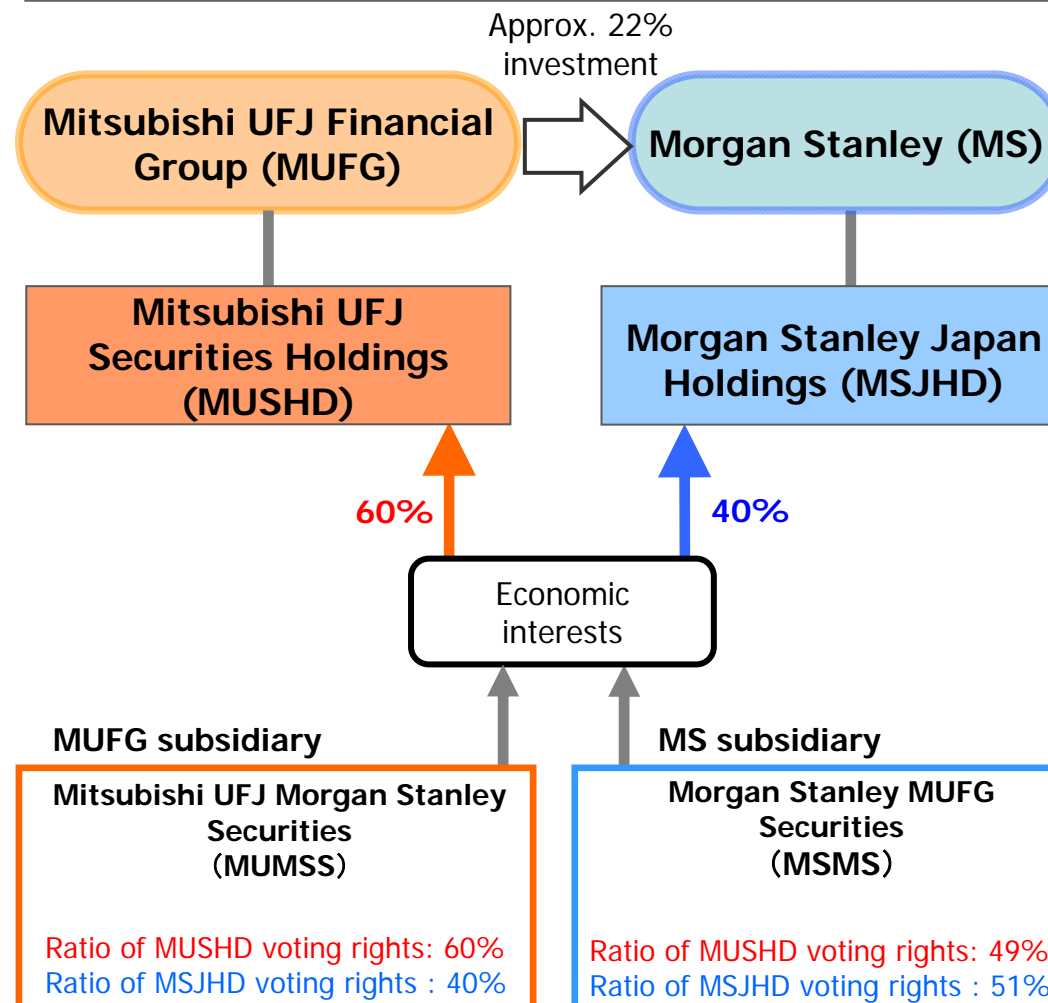 Approx. 22%
investment
Mitsubishi UFJ Financial
Group (MUFG)
Morgan Stanley (MS)
Mitsubishi UFJ
Securities Holdings
(MUSHD)
Morgan Stanley Japan
Holdings (MSJHD)
60%
40%
Economic
interests
MUFG subsidiary
MS subsidiary
Mitsubishi UFJ Morgan Stanley
Securities
（MUMSS）
Ratio of MUSHD voting rights: 60%
Ratio of MSJHD voting rights : 40%
Morgan Stanley MUFG
Securities
（MSMS）
Ratio of MUSHD voting rights: 49%
Ratio of MSJHD voting rights : 51%